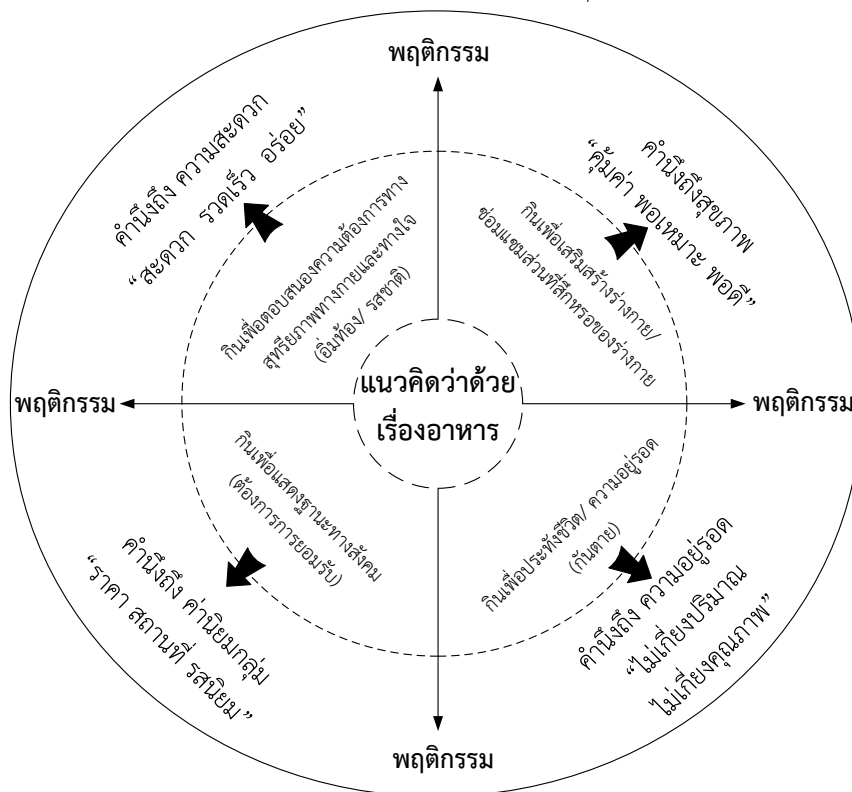 พฤติกรรม
คำนึงถึง ความสะดวก
“สะดวก รวดเร็ว อร่อย”
คำนึงถึงสุขภาพ
“คุ้มค่า พอเหมาะ พอดี”
กินเพื่อตอบสนองความต้องการทาง
สุทรียภาพทางกายและทางใจ
(อิ่มท้อง/ รสชาติ)
กินเพื่อเสริมสร้างร่างกาย/
ซ่อมแซมส่วนที่สึกหรอของร่างกาย
พฤติกรรม
แนวคิดว่าด้วย
เรื่องอาหาร
พฤติกรรม
กินเพื่อแสดงฐานะทางสังคม
(ต้องการการยอมรับ)
กินเพื่อประทังชีวิต/ ความอยู่รอด
(กันตาย)
คำนึงถึง ค่านิยมกลุ่ม
“ราคา สถานที่ รสนิยม”
คำนึงถึง ความอยู่รอด
“ไม่เกี่ยงปริมาณ
ไม่เกี่ยงคุณภาพ”
พฤติกรรม